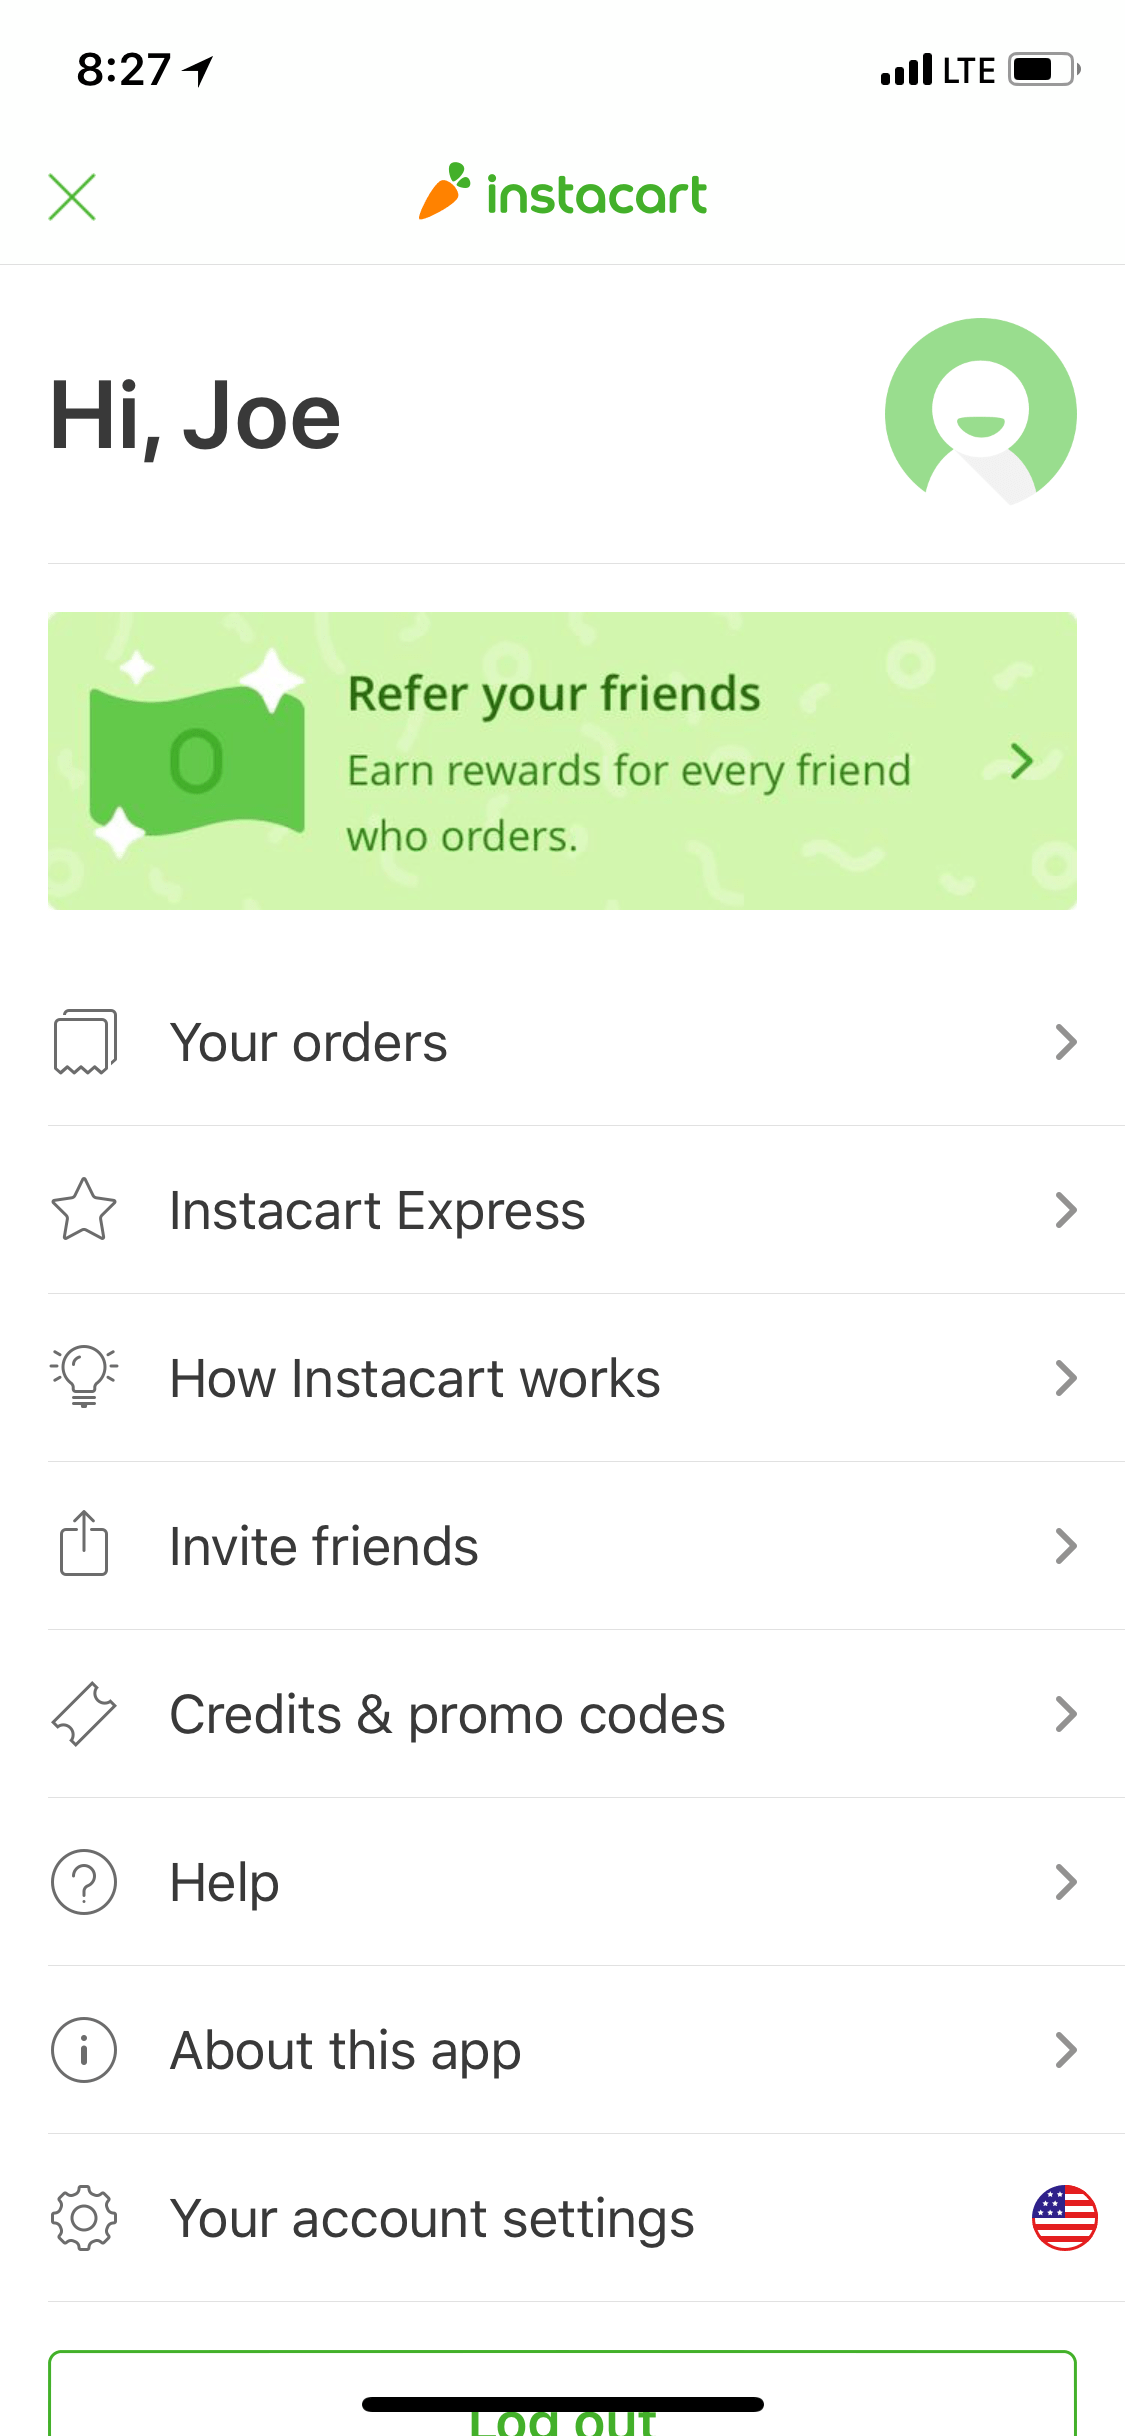 8:27 LTE
instacart
Hi, Joe
Refer your friends
Earn rewards for every friend
who orders.
Your orders
Instacart Express
How Instacart works
Invite friends
Credits & promo codes
Help
About this app
Your account settings
Log out